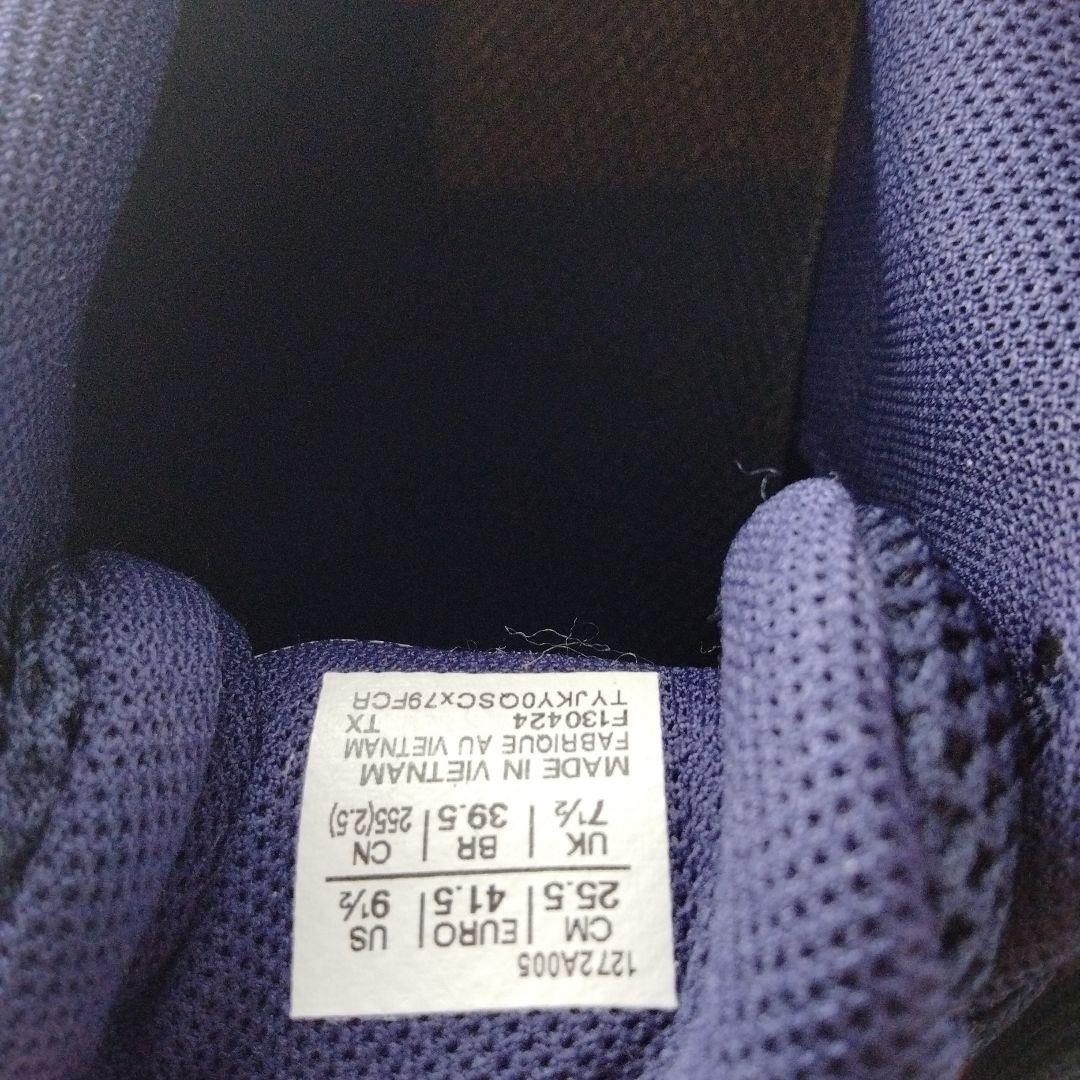 1272A005
CM | EURO | US
25.5 | 41.5 | 9½
UK | BR | CN
7½ | 39.5 | 255(2.5)
MADE IN VIETNAM
FABRIQUE AU VIETNAM
F130424 TX
TYJKY0QSCx79FCR